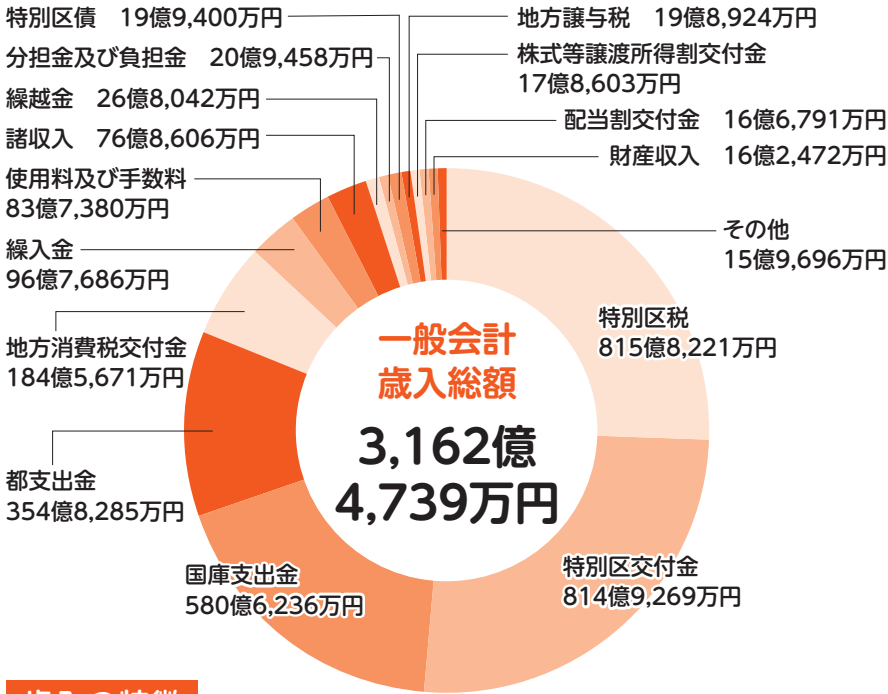 特別区債 19億9,400万円
分担金及び負担金 20億9,458万円
繰越金 26億8,042万円
諸収入 76億8,606万円
使用料及び手数料
83億7,380万円
繰入金
96億7,686万円
地方消費税交付金
184億5,671万円
都支出金
354億8,285万円
国庫支出金
580億6,236万円
地方譲与税 19億8,924万円
株式等譲渡所得割交付金
17億8,603万円
配当割交付金 16億6,791万円
財産収入 16億2,472万円
その他
15億9,696万円
特別区税
815億8,221万円
特別区交付金
814億9,269万円
一般会計
歳入総額
3,162億
4,739万円
歳入の特徴